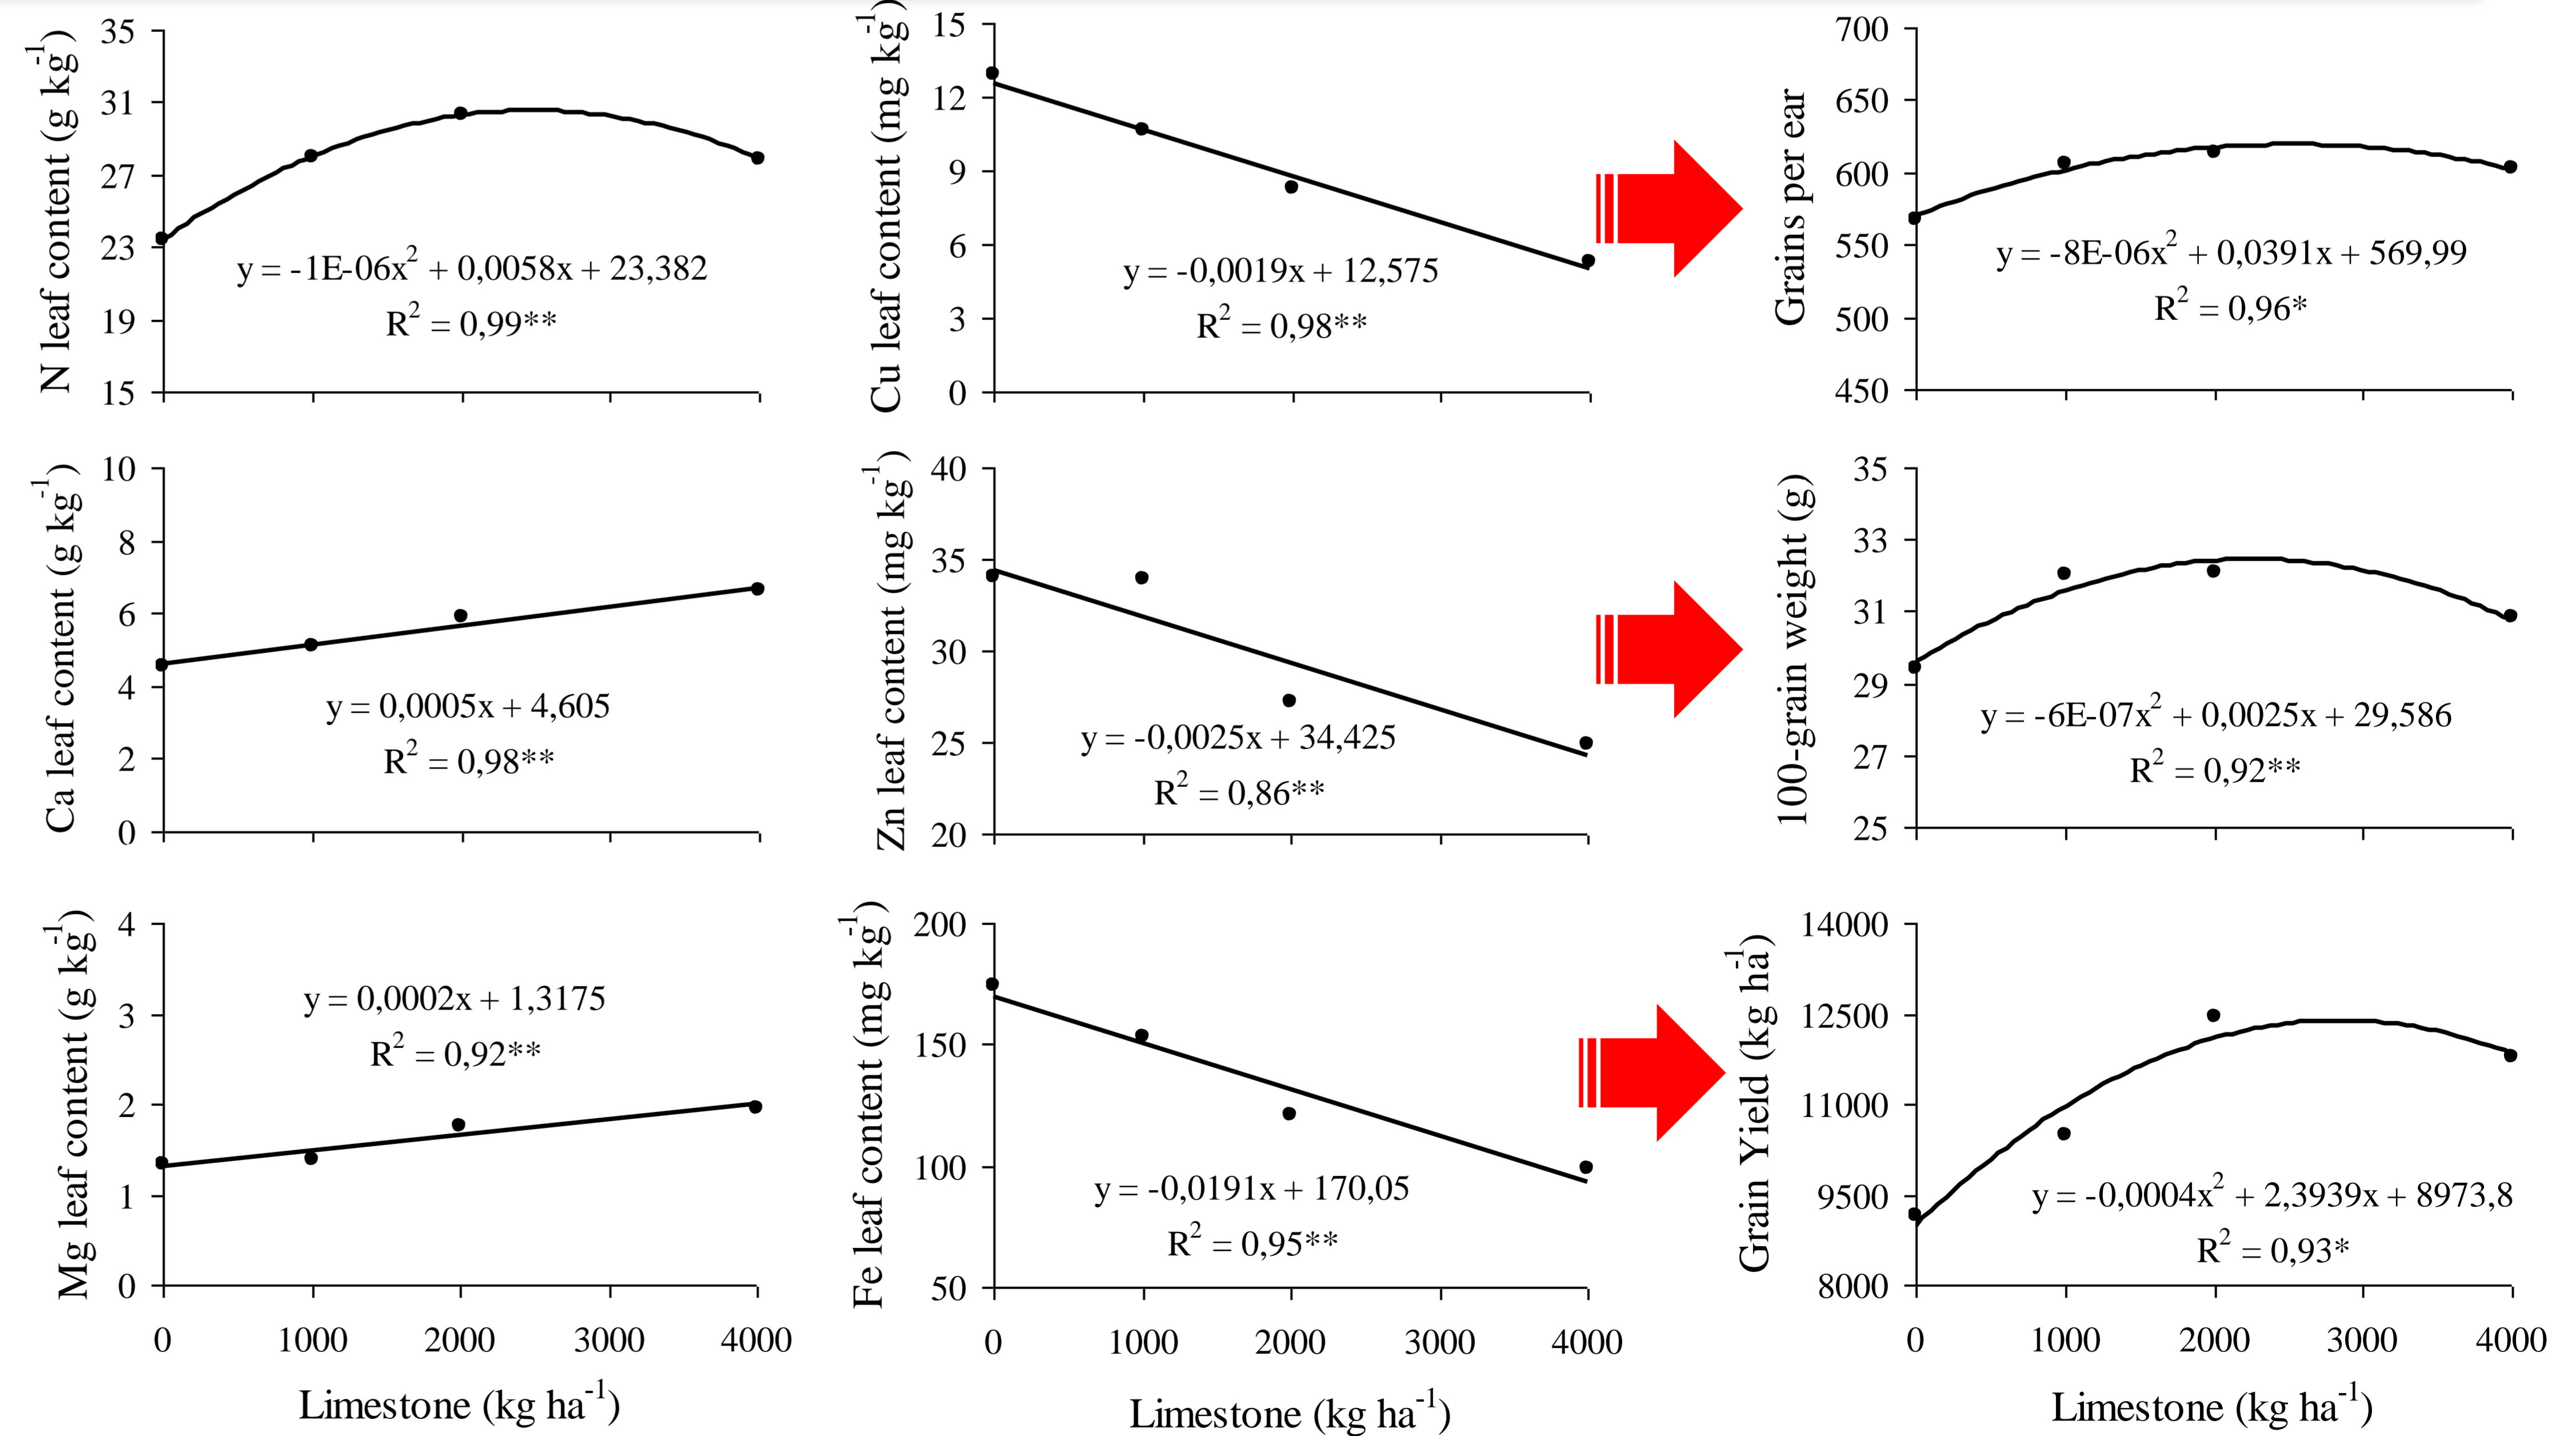 N leaf content (g kg⁻¹)
35
31
27
23
19
15
y = -1E-06x² + 0,0058x + 23,382
R² = 0,99**
Cu leaf content (mg kg⁻¹)
15
12
9
6
3
0
y = -0,0019x + 12,575
R² = 0,98**
Grains per ear
700
650
600
550
500
450
y = -8E-06x² + 0,0391x + 569,99
R² = 0,96*
Ca leaf content (g kg⁻¹)
10
8
6
4
2
0
y = 0,0005x + 4,605
R² = 0,98**
Zn leaf content (mg kg⁻¹)
40
35
30
25
20
y = -0,0025x + 34,425
R² = 0,86**
100-grain weight (g)
35
33
31
29
27
25
y = -6E-07x² + 0,0025x + 29,586
R² = 0,92**
Mg leaf content (g kg⁻¹)
4
3
2
1
0
y = 0,0002x + 1,3175
R² = 0,92**
0 1000 2000 3000 4000
Limestone (kg ha⁻¹)
Fe leaf content (mg kg⁻¹)
200
150
100
50
y = -0,0191x + 170,05
R² = 0,95**
0 1000 2000 3000 4000
Limestone (kg ha⁻¹)
Grain Yield (kg ha⁻¹)
14000
12500
11000
9500
8000
y = -0,0004x² + 2,3939x + 8973,8
R² = 0,93*
0 1000 2000 3000 4000
Limestone (kg ha⁻¹)